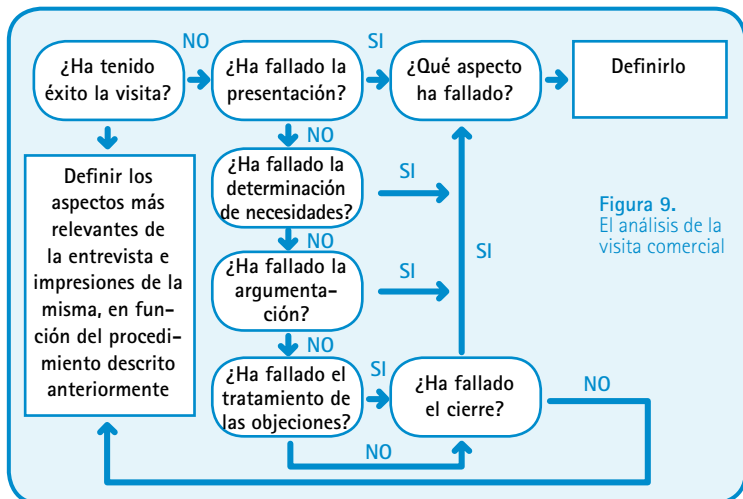 ¿Ha tenido
éxito la visita?
NO
¿Ha fallado la
presentación?
SI
¿Qué aspecto
ha fallado?
Definirlo
NO
Definir los
aspectos más
relevantes de
la entrevista e
impresiones de la
misma, en fun-
ción del procedi-
miento descrito
anteriormente
¿Ha fallado la
determinación
de necesidades?
SI
NO
¿Ha fallado la
argumenta-
ción?
SI
SI
Figura 9.
El análisis de la
visita comercial
NO
¿Ha fallado el
tratamiento de
las objeciones?
SI
¿Ha fallado
el cierre?
NO
NO